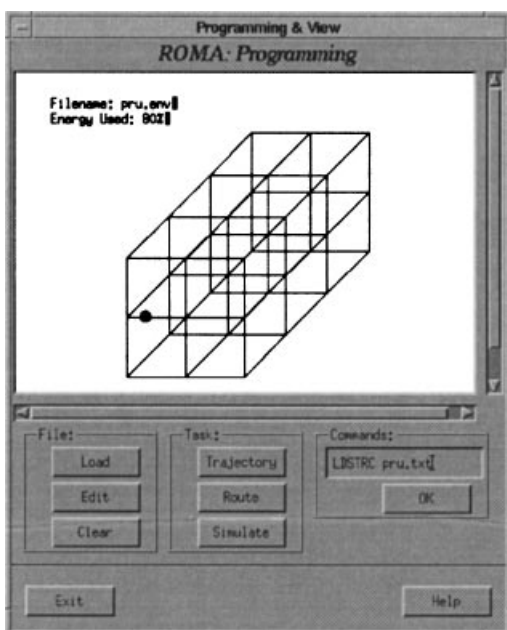 Programming & View
ROMA: Programming
Filename: pru.env
Energy Used: 80%
File:
Load
Edit
Clear
Task:
Trajectory
Route
Simulate
Commands:
LDSTRC pru.txt
OK
Exit
Help